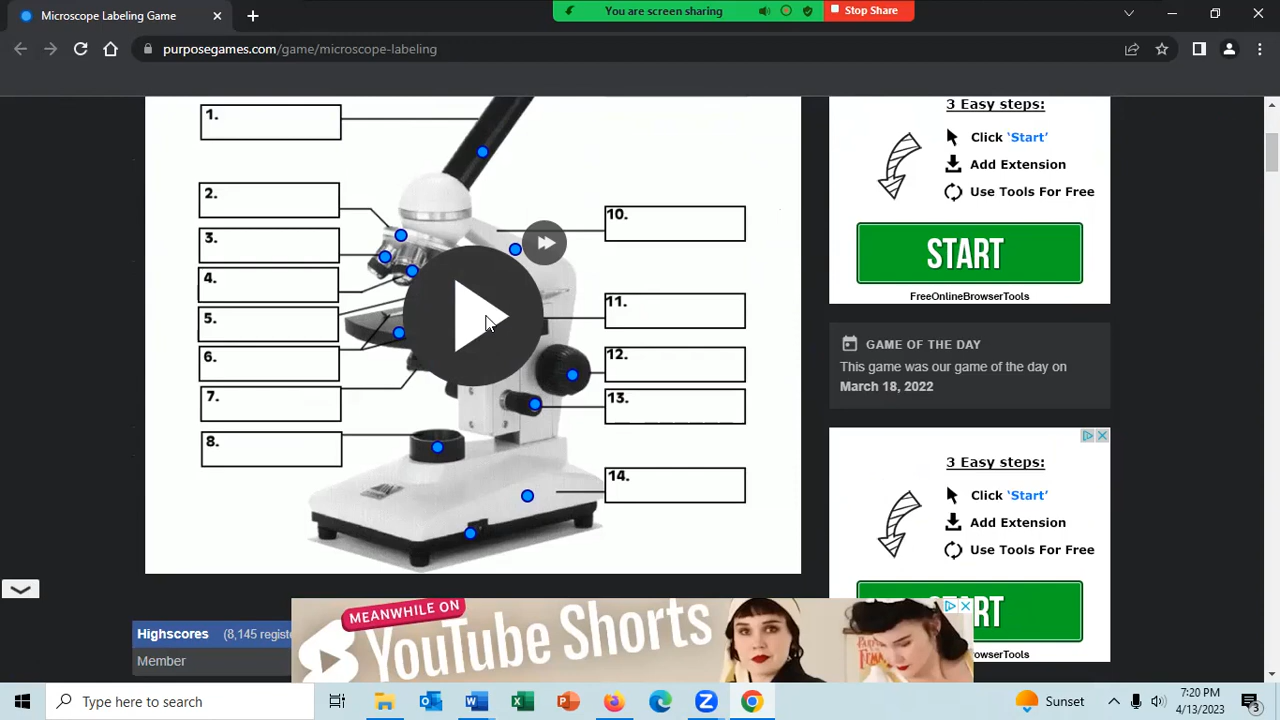 Microscope Labeling
You are screen sharing
Stop Share
purposegames.com/game/microscope-labeling
1.
2.
3.
4.
5.
6.
7.
8.
10.
11.
12.
13.
14.
3 Easy steps:
Click 'Start'
Add Extension
Use Tools For Free
START
FreeOnlineBrowserTools
GAME OF THE DAY
This game was our game of the day on
March 18, 2022
3 Easy steps:
Click 'Start'
Add Extension
Use Tools For Free
Highscores (8,145 registe
Member
MEANWHILE ON
YouTube Shorts
Type here to search
Sunset
7:20 PM
4/13/2023
3